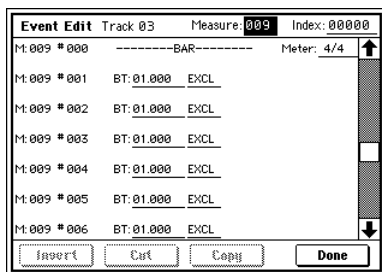 Event Edit Track 03 Measure: 009 Index: 00000
M: 009 #000 --------BAR-------- Meter: 4/4
M: 009 #001 BT: 01.000 EXCL
M: 009 #002 BT: 01.000 EXCL
M: 009 #003 BT: 01.000 EXCL
M: 009 #004 BT: 01.000 EXCL
M: 009 #005 BT: 01.000 EXCL
M: 009 #006 BT: 01.000 EXCL
Insert Cut Copy Done